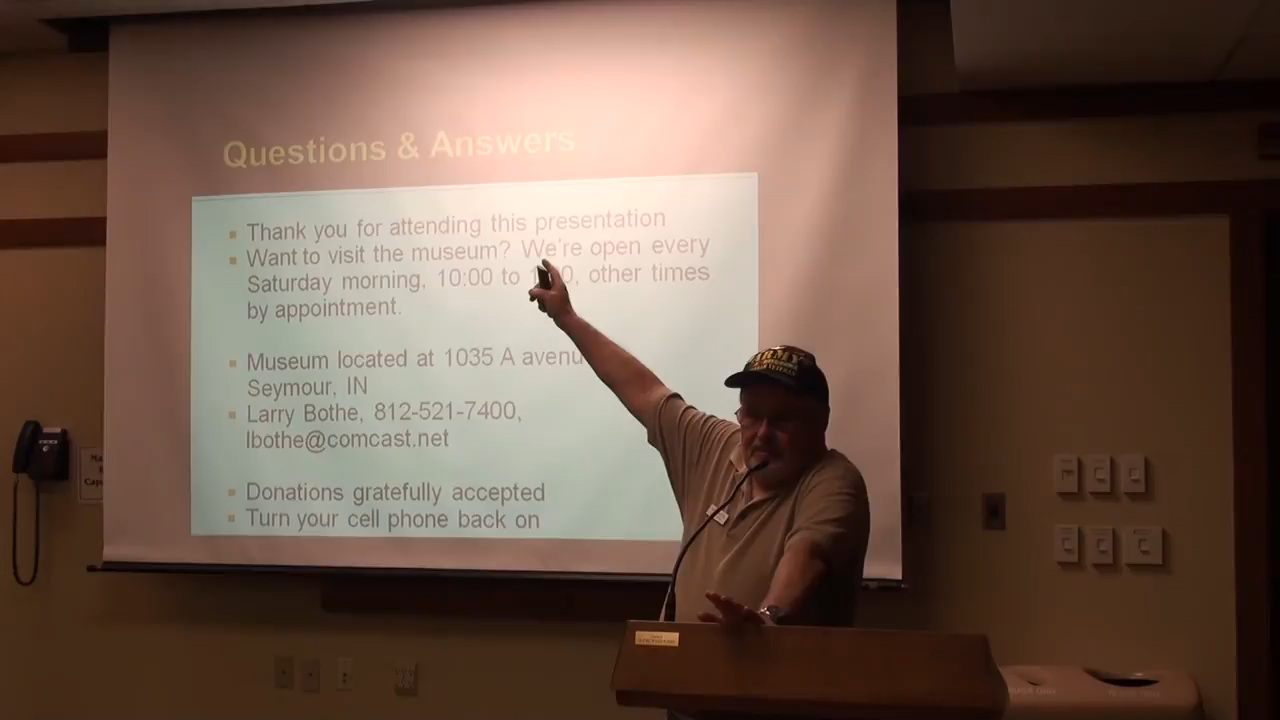 Questions & Answers
Thank you for attending this presentation
Want to visit the museum? We're open every
Saturday morning, 10:00 to other times
by appointment.
Museum located at 1035 A
Seymour, IN
Larry Bothe, 812-521-7400,
lbothe@comcast.net
Donations gratefully accepted
Turn your cell phone back on
ARMY